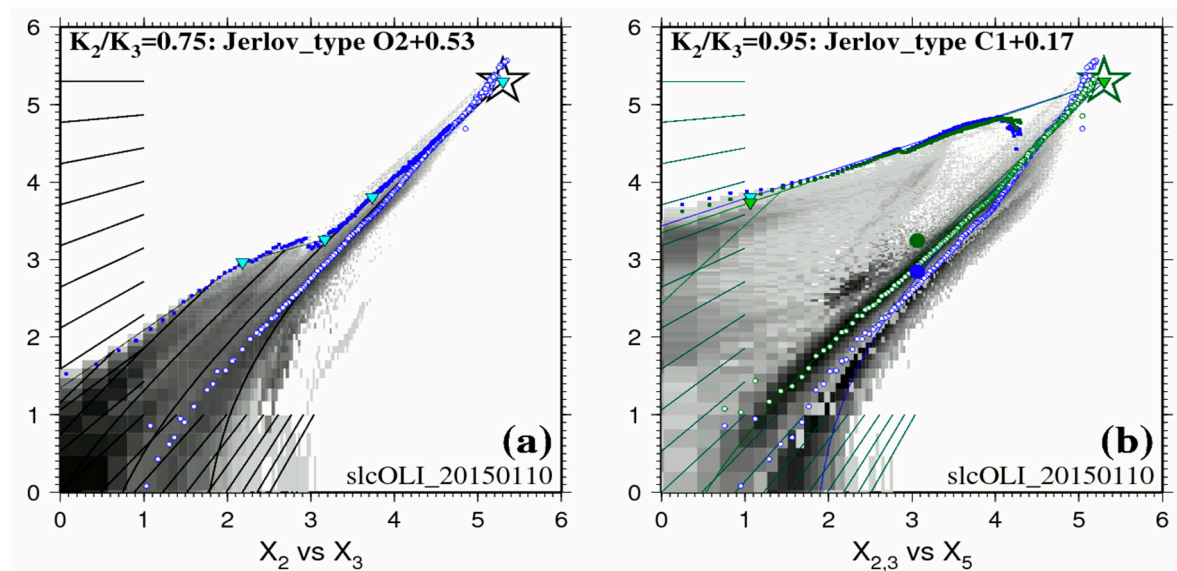 K2/K3=0.75: Jerlov_type O2+0.53
6
5
4
3
2
1
0
(a)
slcOLI_20150110
0 1 2 3 4 5 6
X2 vs X3
K2/K3=0.95: Jerlov_type C1+0.17
6
5
4
3
2
1
0
(b)
slcOLI_20150110
0 1 2 3 4 5 6
X2,3 vs X5